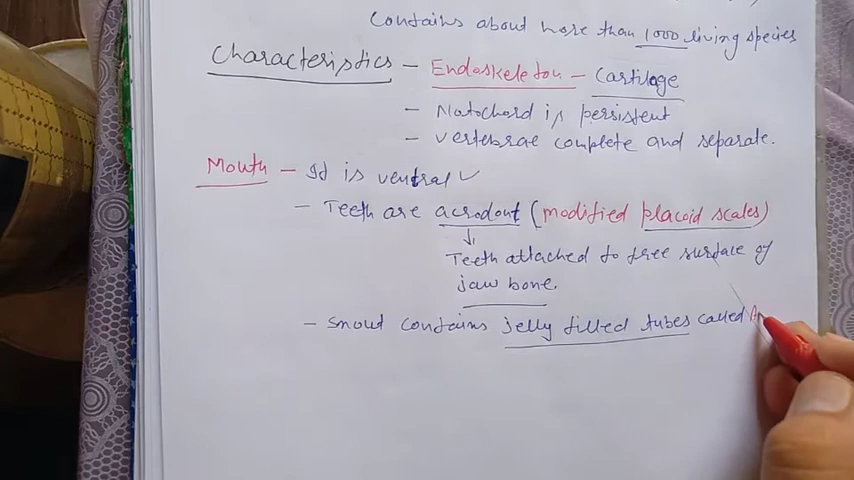 Contains about more than 1000 living species
Characteristics - Endoskeleton - Cartilage
- Notochord is persistent
- vertebrae complete and separate.
Mouth - It is ventral ✓
- Teeth are acrodont (modified placoid scales)
↓
Teeth attached to free surface of
jaw bone.
- Snout contains jelly filled tubes called A